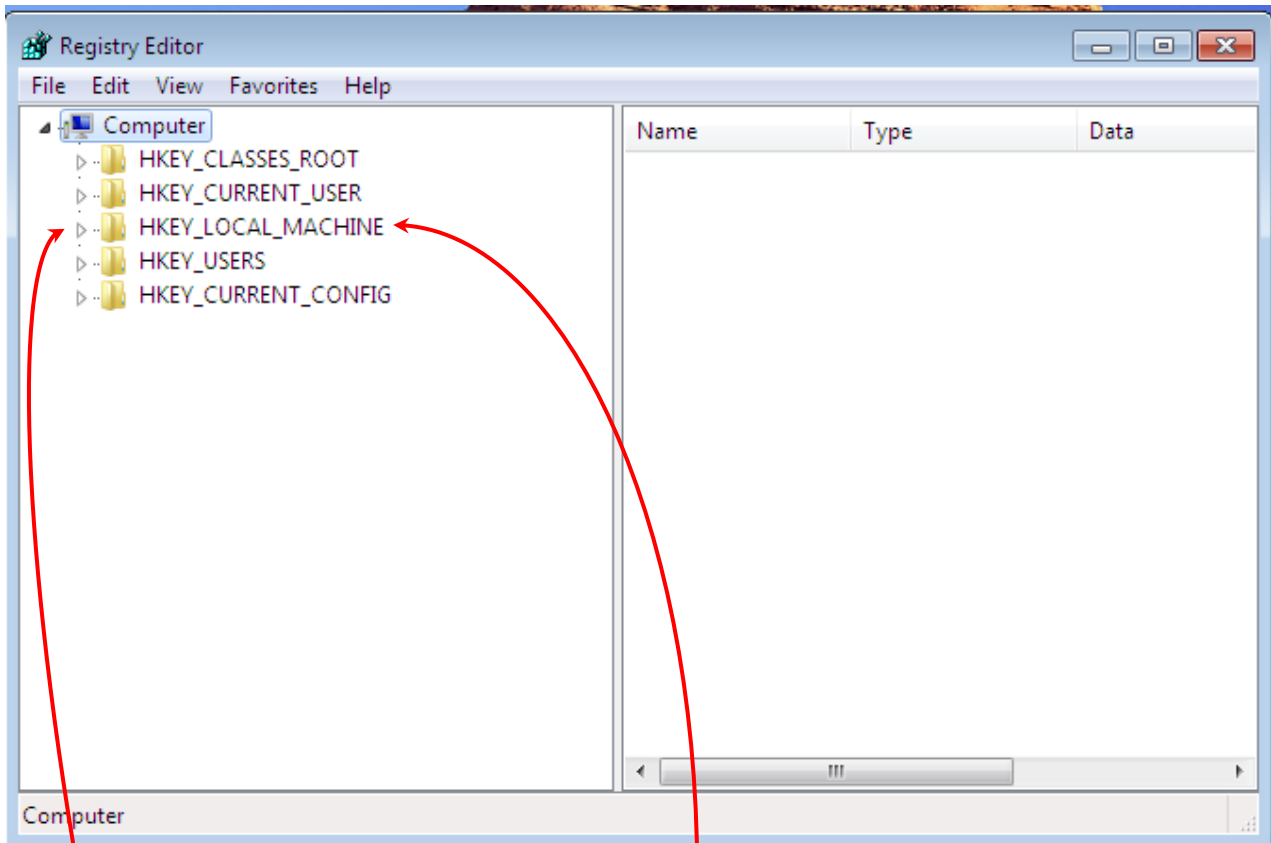 Registry Editor
File Edit View Favorites Help
Computer
HKEY_CLASSES_ROOT
HKEY_CURRENT_USER
HKEY_LOCAL_MACHINE
HKEY_USERS
HKEY_CURRENT_CONFIG
Name Type Data
Computer